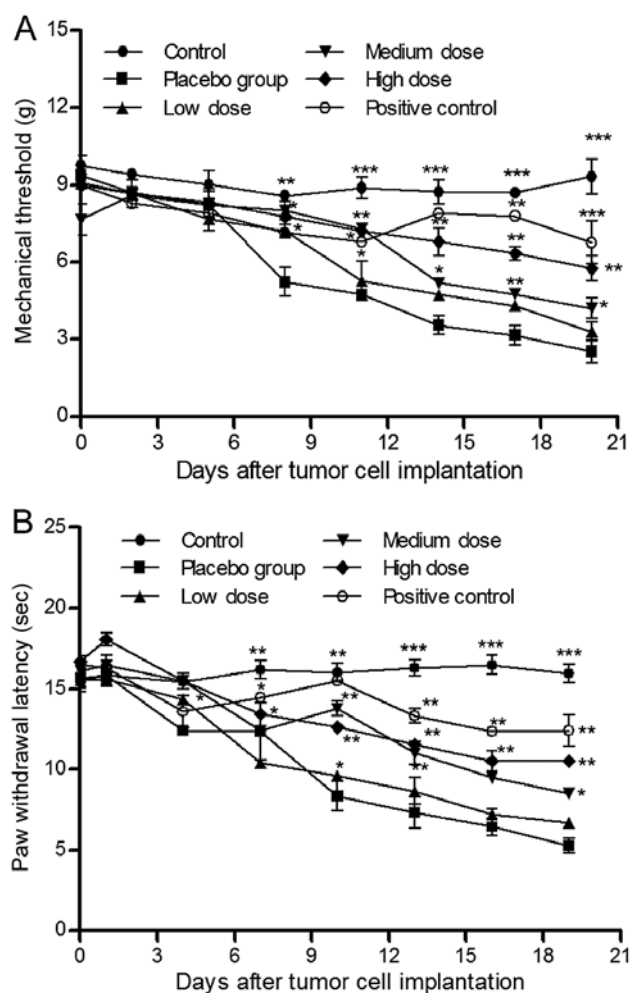 A
Mechanical threshold (g)
15
12
9
6
3
0
Control
Placebo group
Low dose
Medium dose
High dose
Positive control
** *** *** *** ***
* ** ** ** ***
* * ** **
* * ** **
*
0 3 6 9 12 15 18 21
Days after tumor cell implantation
B
Paw withdrawal latency (sec)
25
20
15
10
5
0
Control
Placebo group
Low dose
Medium dose
High dose
Positive control
** ** *** *** ***
* * ** ** ** **
* ** ** ** **
* ** *
0 3 6 9 12 15 18 21
Days after tumor cell implantation